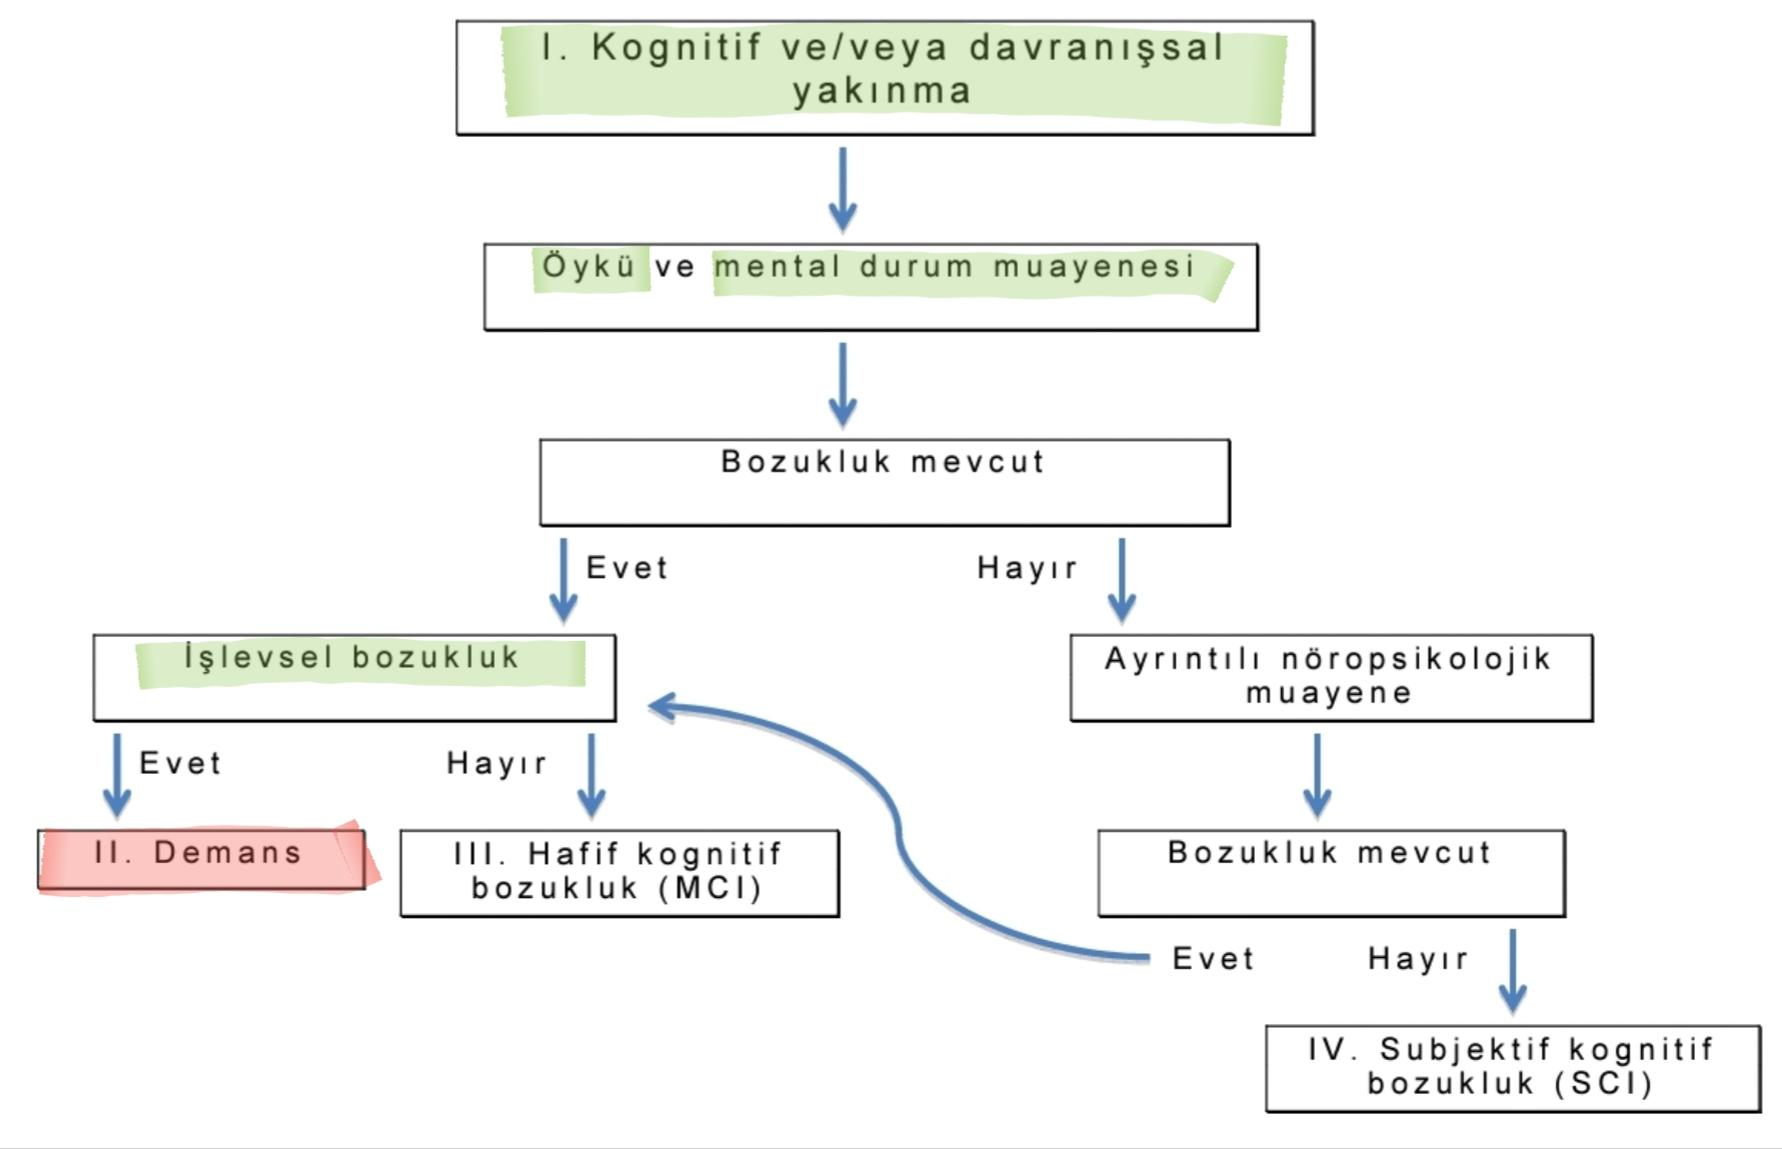 I. Kognitif ve/veya davranışsal
yakınma
Öykü ve mental durum muayenesi
Bozukluk mevcut
Evet
Hayır
İşlevsel bozukluk
Ayrıntılı nöropsikolojik
muayene
Evet
Hayır
II. Demans
III. Hafif kognitif
bozukluk (MCI)
Bozukluk mevcut
Evet
Hayır
IV. Subjektif kognitif
bozukluk (SCI)